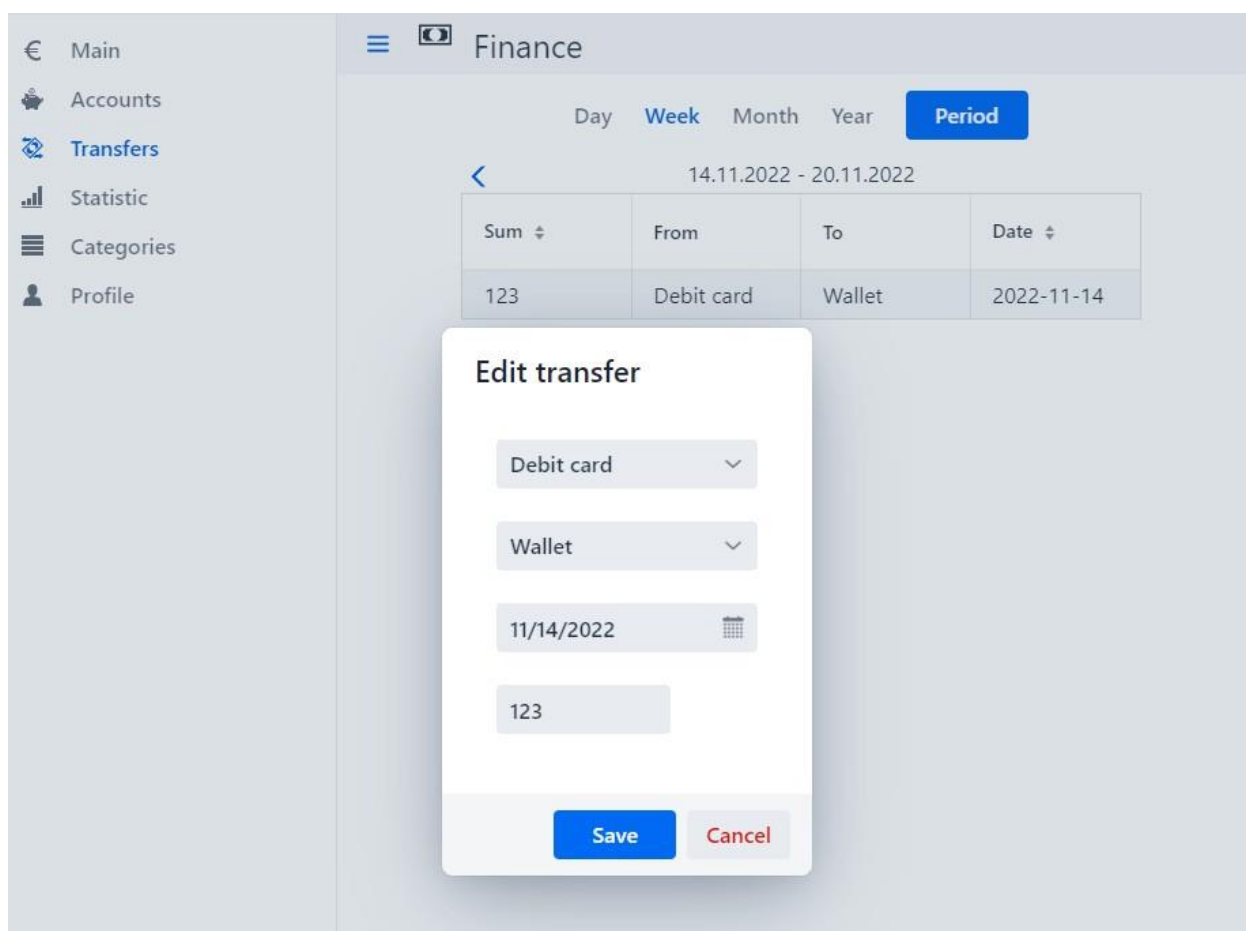 € Main
Accounts
Transfers
Statistic
Categories
Profile
Finance
Day Week Month Year Period
14.11.2022 - 20.11.2022
Sum From To Date
123 Debit card Wallet 2022-11-14
Edit transfer
Debit card
Wallet
11/14/2022
123
Save Cancel